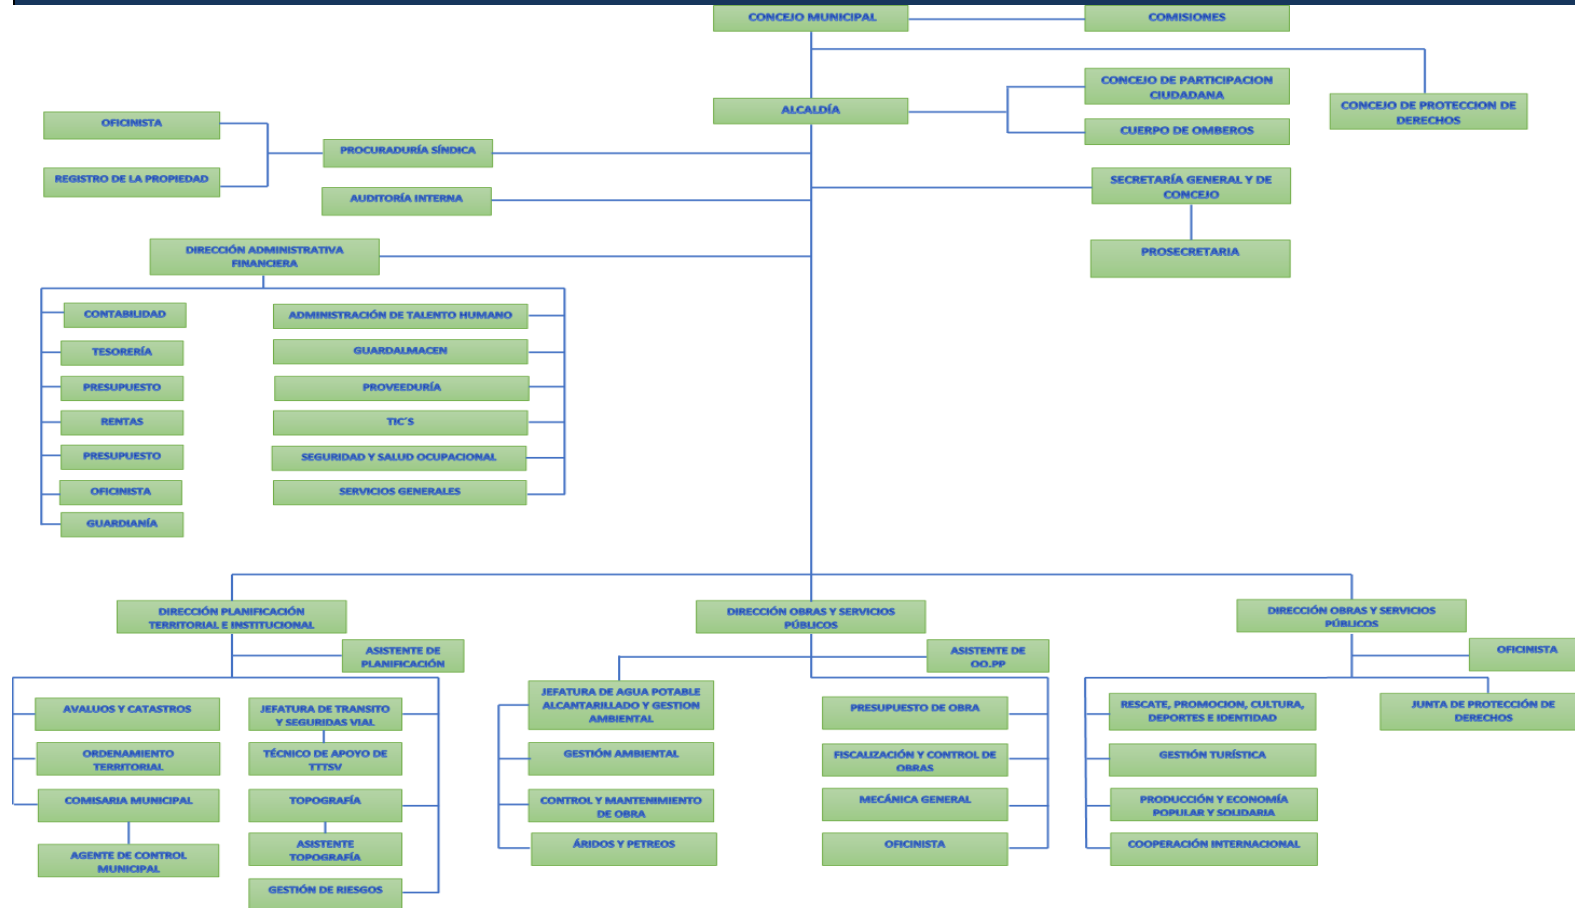 CONCEJO MUNICIPAL
COMISIONES
ALCALDÍA
CONCEJO DE PARTICIPACION
CIUDADANA
CUERPO DE OMBEROS
CONCEJO DE PROTECCION DE
DERECHOS
OFICINISTA
REGISTRO DE LA PROPIEDAD
PROCURADURÍA SÍNDICA
AUDITORÍA INTERNA
SECRETARÍA GENERAL Y DE
CONCEJO
PROSECRETARIA
DIRECCIÓN ADMINISTRATIVA
FINANCIERA
CONTABILIDAD
TESORERÍA
PRESUPUESTO
RENTAS
PRESUPUESTO
OFICINISTA
GUARDIANÍA
ADMINISTRACIÓN DE TALENTO HUMANO
GUARDALMACEN
PROVEEDURÍA
TIC´S
SEGURIDAD Y SALUD OCUPACIONAL
SERVICIOS GENERALES
DIRECCIÓN PLANIFICACIÓN
TERRITORIAL E INSTITUCIONAL
ASISTENTE DE
PLANIFICACIÓN
AVALUOS Y CATASTROS
ORDENAMIENTO
TERRITORIAL
COMISARIA MUNICIPAL
AGENTE DE CONTROL
MUNICIPAL
JEFATURA DE TRANSITO
Y SEGURIDAS VIAL
TÉCNICO DE APOYO DE
TTTSV
TOPOGRAFÍA
ASISTENTE
TOPOGRAFÍA
GESTIÓN DE RIESGOS
DIRECCIÓN OBRAS Y SERVICIOS
PÚBLICOS
ASISTENTE DE
OO.PP
JEFATURA DE AGUA POTABLE
ALCANTARILLADO Y GESTION
AMBIENTAL
GESTIÓN AMBIENTAL
CONTROL Y MANTENIMIENTO
DE OBRA
ÁRIDOS Y PETREOS
PRESUPUESTO DE OBRA
FISCALIZACIÓN Y CONTROL DE
OBRAS
MECÁNICA GENERAL
OFICINISTA
DIRECCIÓN OBRAS Y SERVICIOS
PÚBLICOS
OFICINISTA
RESCATE, PROMOCION, CULTURA,
DEPORTES E IDENTIDAD
GESTIÓN TURÍSTICA
PRODUCCIÓN Y ECONOMÍA
POPULAR Y SOLIDARIA
COOPERACIÓN INTERNACIONAL
JUNTA DE PROTECCIÓN DE
DERECHOS